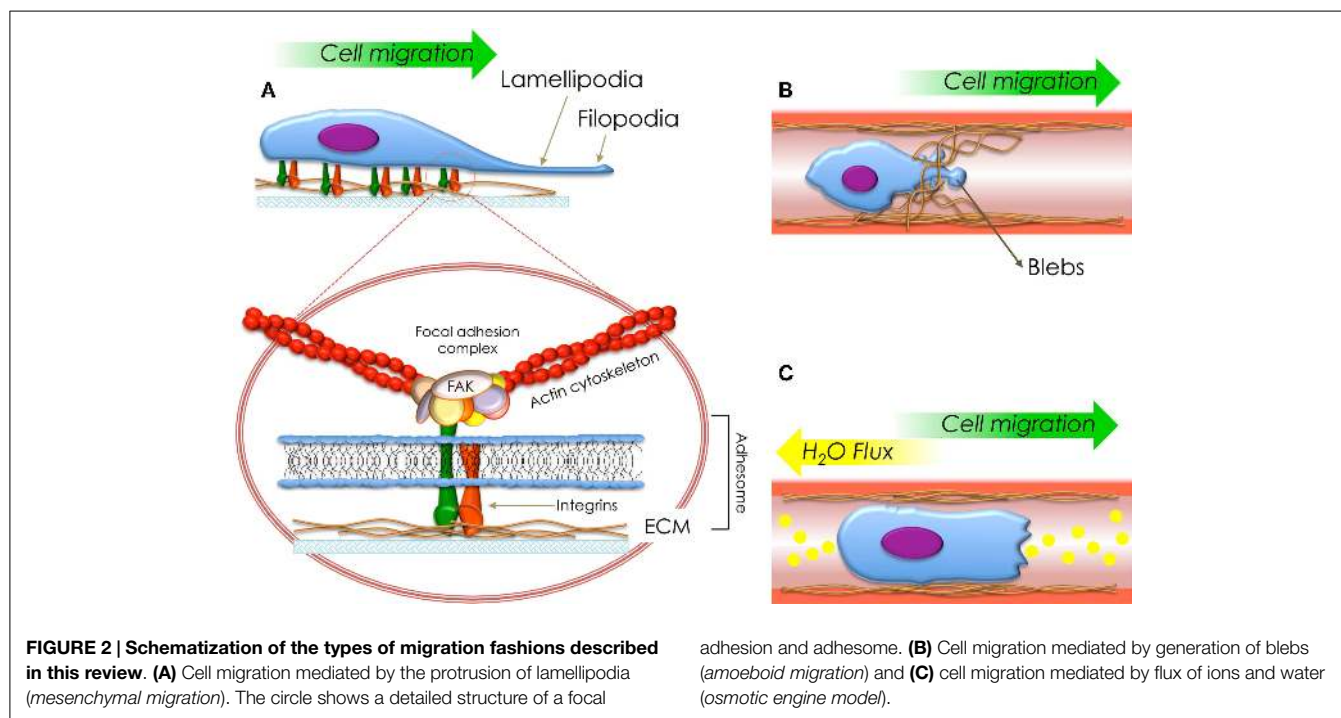 Cell migration
A
Lamellipodia
Filopodia
Focal adhesion
complex
FAK
Actin cytoskeleton
Adhesome
Integrins
ECM
Cell migration
B
Blebs
C
Cell migration
H₂O Flux
FIGURE 2 | Schematization of the types of migration fashions described
in this review. (A) Cell migration mediated by the protrusion of lamellipodia
(mesenchymal migration). The circle shows a detailed structure of a focal
adhesion and adhesome. (B) Cell migration mediated by generation of blebs
(amoeboid migration) and (C) cell migration mediated by flux of ions and water
(osmotic engine model).